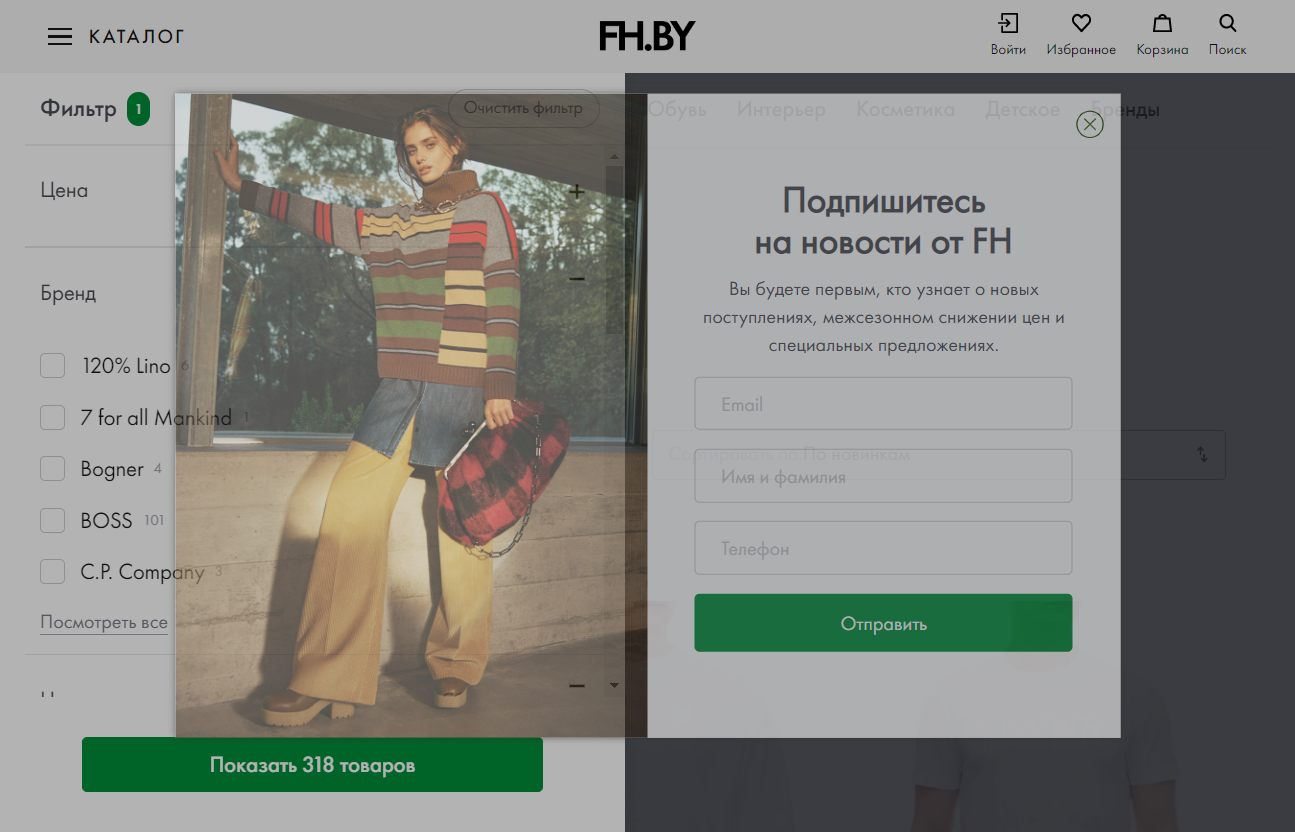 КАТАЛОГ
FH.BY
Войти
Избранное
Корзина
Поиск
Фильтр 1
Очистить фильтр
Обувь Интерьер Косметика Детское Бренды
Цена
Бренд
120% Lino 6
7 for all Mankind 1
Bogner 4
BOSS 101
C.P. Company 3
Посмотреть все
Показать 318 товаров
Подпишитесь
на новости от FH
Вы будете первым, кто узнает о новых
поступлениях, межсезонном снижении цен и
специальных предложениях.
Email
Сортировать по По новинкам
Имя и фамилия
Телефон
Отправить